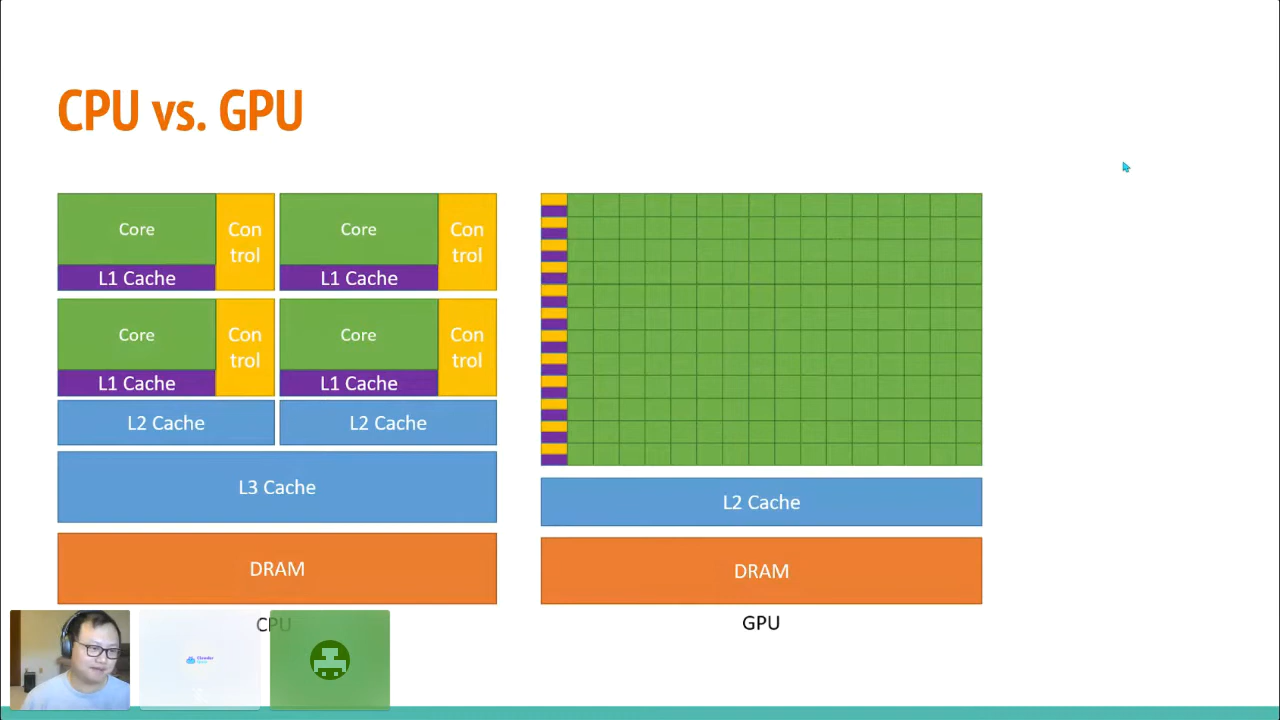 CPU vs. GPU
Core
Con
trol
L1 Cache
Core
Con
trol
L1 Cache
Core
Con
trol
L1 Cache
Core
Con
trol
L1 Cache
L2 Cache
L2 Cache
L3 Cache
DRAM
CPU
L2 Cache
DRAM
GPU